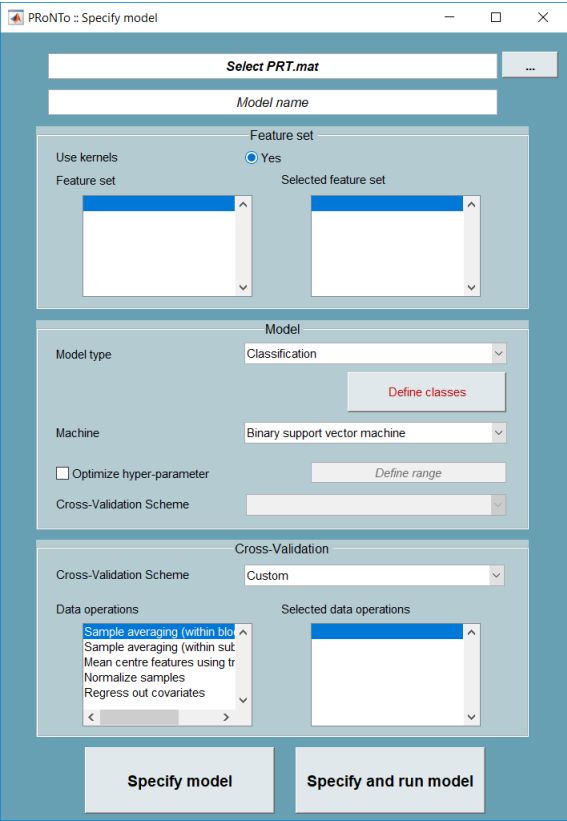 PRoNTo :: Specify model
Select PRT.mat
...
Model name
Feature set
Use kernels
Yes
Feature set
Selected feature set
Model
Model type
Classification
Define classes
Machine
Binary support vector machine
Optimize hyper-parameter
Define range
Cross-Validation Scheme
Cross-Validation
Cross-Validation Scheme
Custom
Data operations
Selected data operations
Sample averaging (within bloc
Sample averaging (within sub
Mean centre features using tr
Normalize samples
Regress out covariates
Specify model
Specify and run model